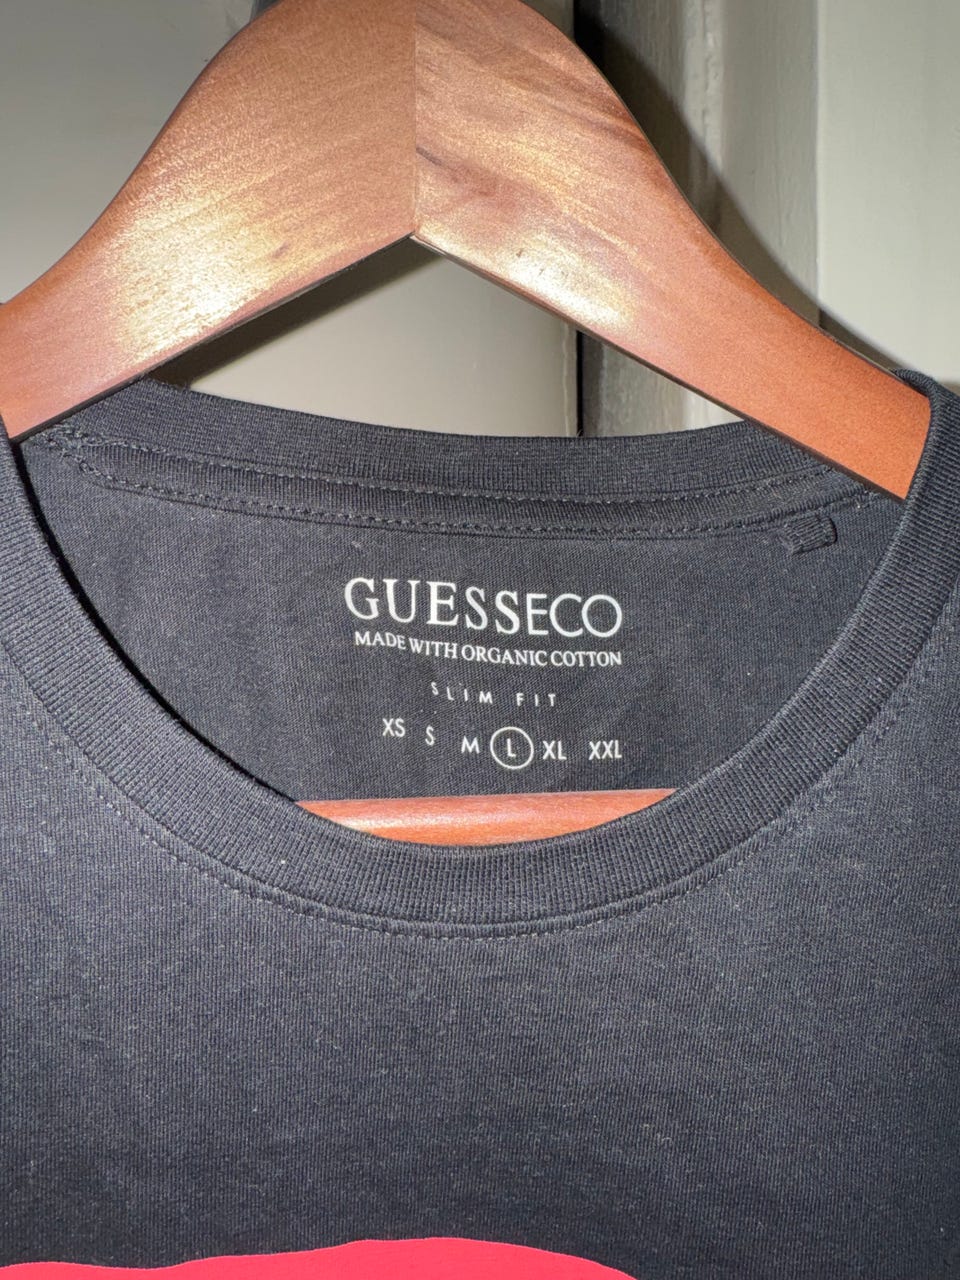 GUESSECO
MADE WITH ORGANIC COTTON
SLIM FIT
XS S M L XL XXL